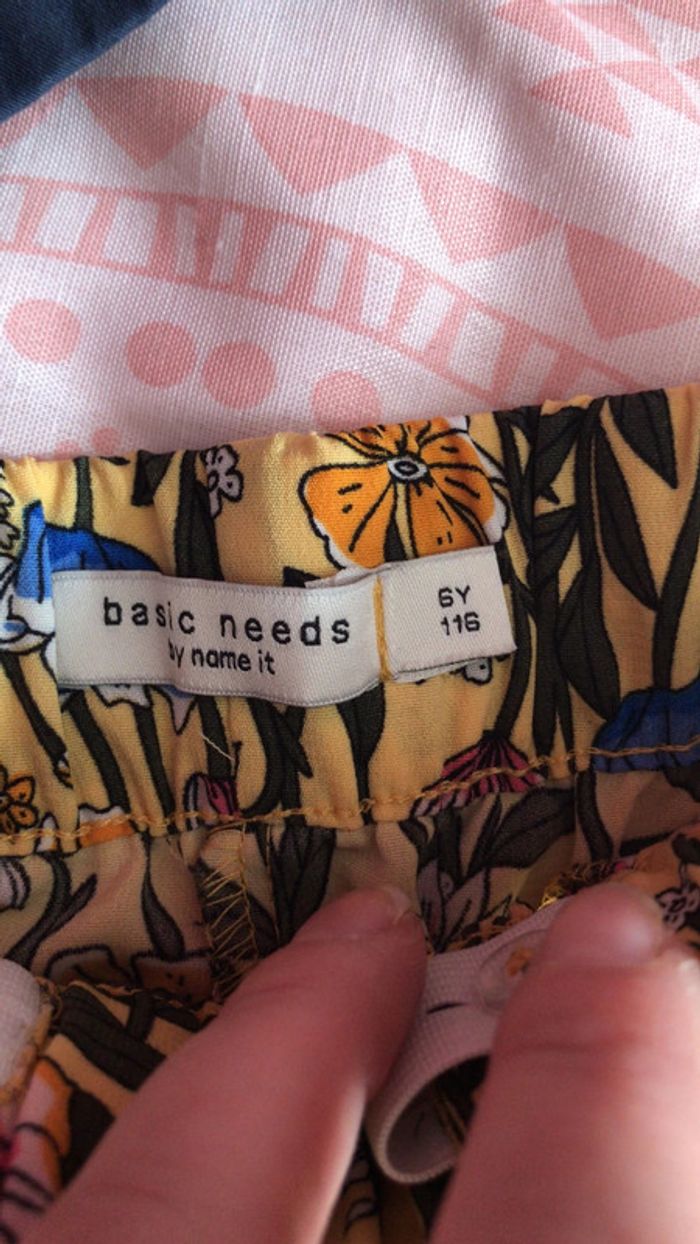 basic needs
by name it
6Y
116